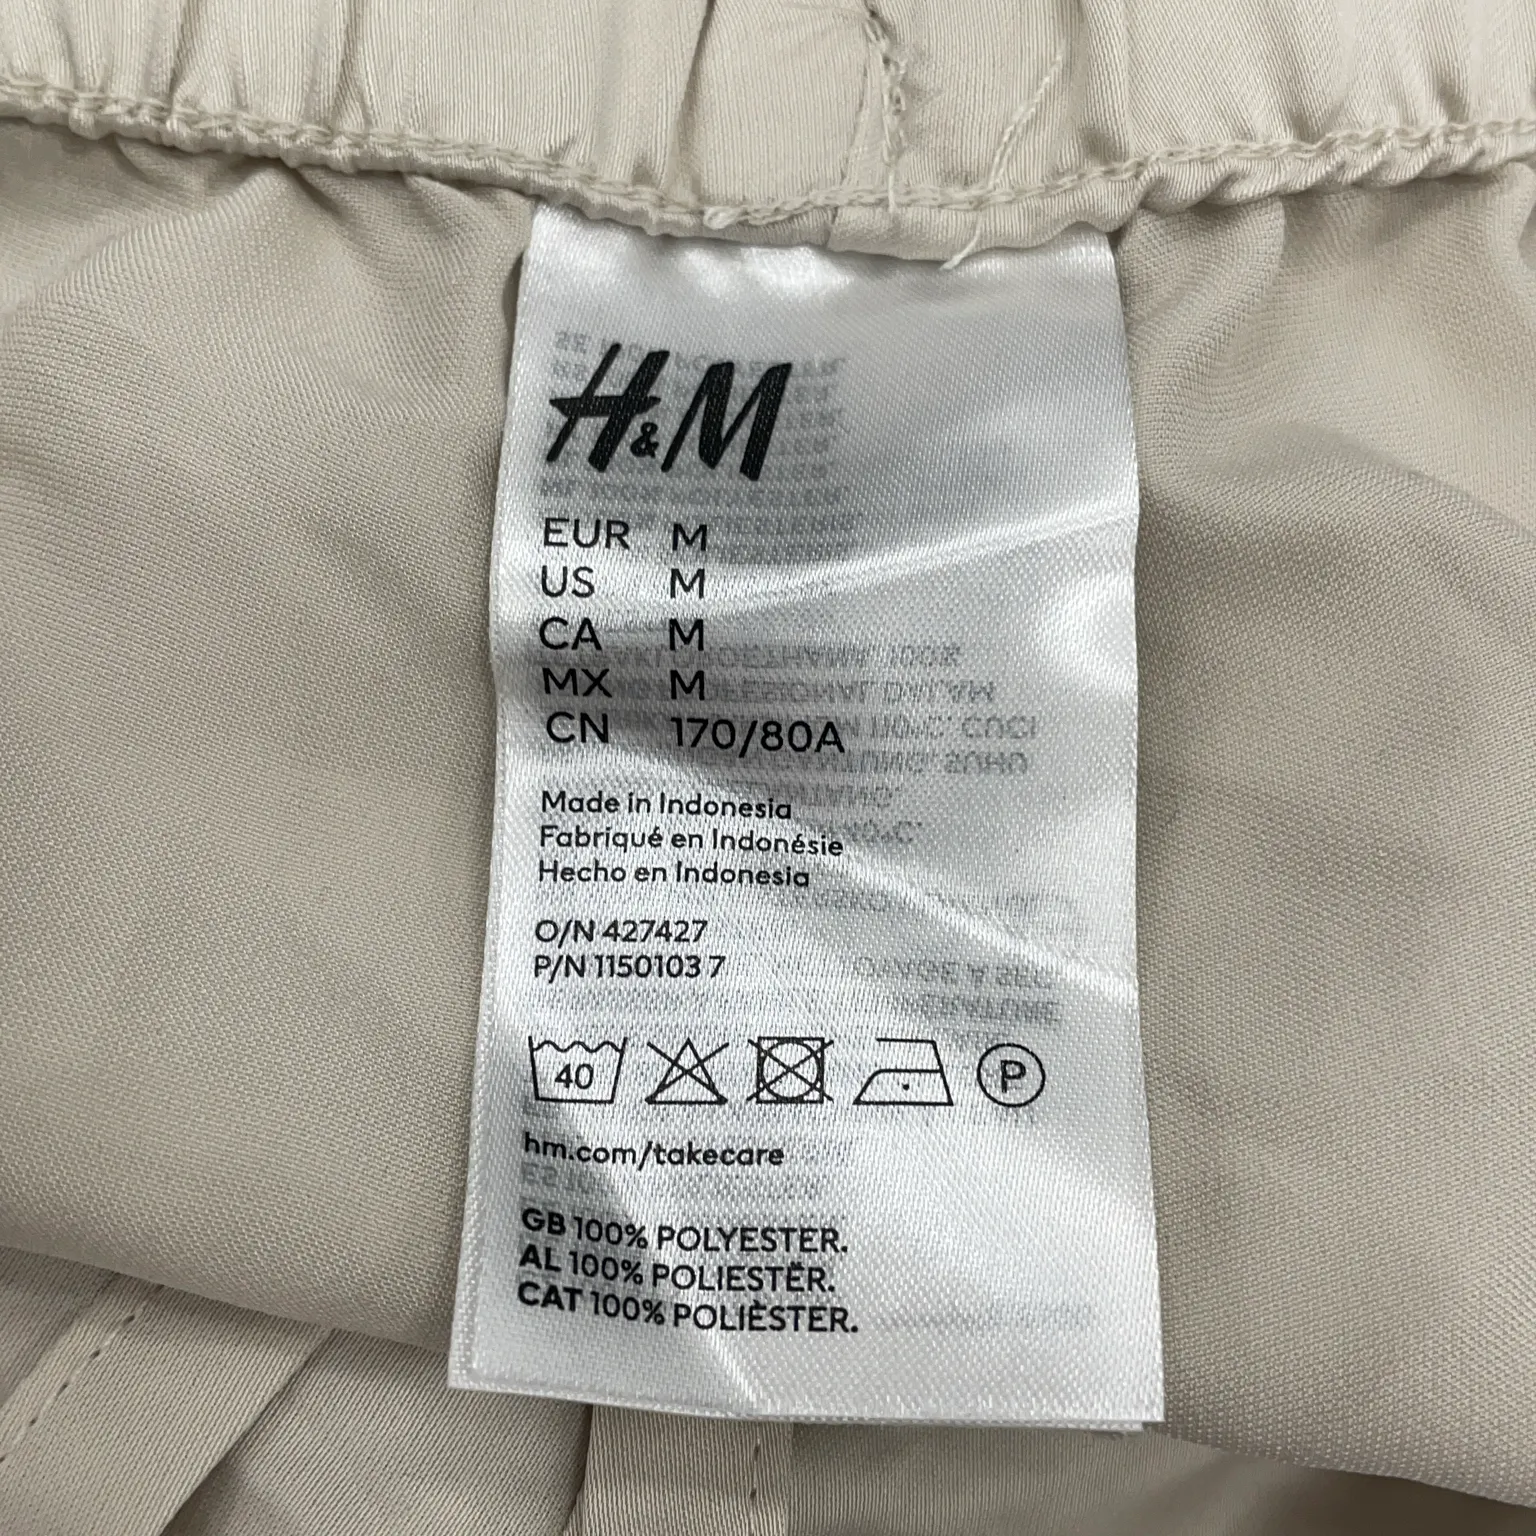 H&M
EUR M
US M
CA M
MX M
CN 170/80A
Made in Indonesia
Fabriqué en Indonésie
Hecho en Indonesia
O/N 427427
P/N 1150103 7
40 P
hm.com/takecare
GB 100% POLYESTER.
AL 100% POLIESTËR.
CAT 100% POLIÈSTER.